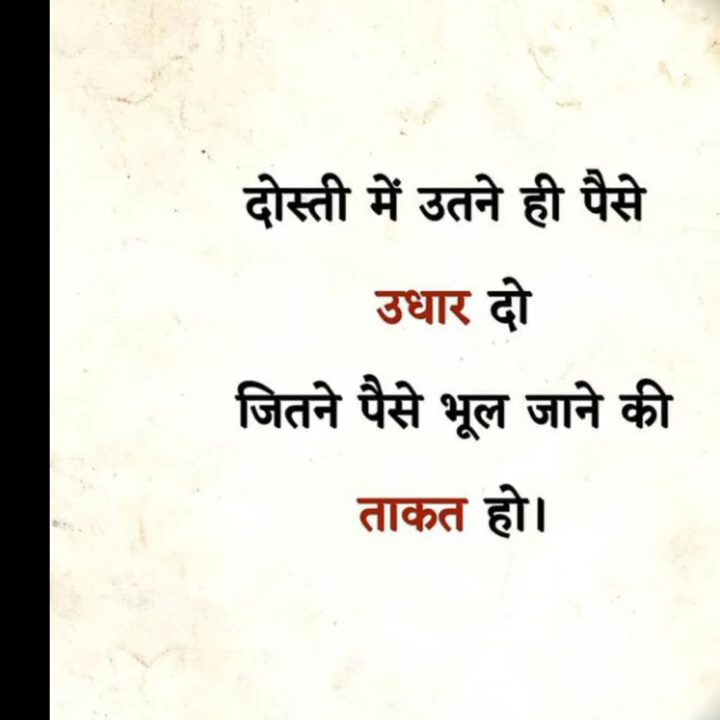 दोस्ती में उतने ही पैसे
उधार दो
जितने पैसे भूल जाने की
ताकत हो।